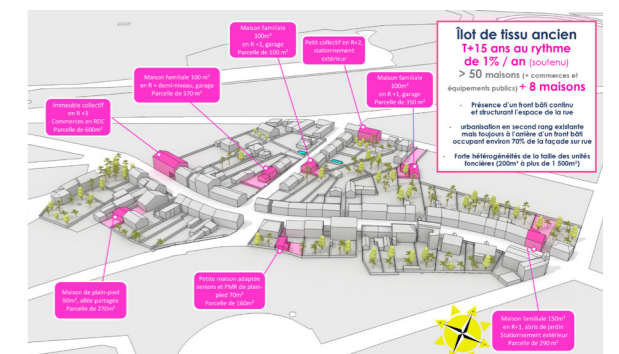 Maison familiale
100m²
en R +1, garage
Parcelle de 100 m²
Petit collectif en R+2,
stationnement
extérieur
Maison familiale 100 m²
en R + demi-niveau, garage
Parcelle de 370 m²
Maison familiale
100m²
en R +1, garage
Parcelle de 350 m²
Immeuble collectif
en R +3
Commerces en RDC
Parcelle de 600m²
Îlot de tissu ancien
T+15 ans au rythme
de 1% / an (soutenu)
> 50 maisons (+ commerces et
équipements publics) + 8 maisons
- Présence d'un front bâti continu
et structurant l'espace de la rue
- urbanisation en second rang existante
mais toujours à l'arrière d'un front bâti
occupant environ 70% de la façade sur rue
- Forte hétérogénéités de la taille des unités
foncières (200m² à plus de 1 500m²)
Maison de plain-pied
90m², allée partagée
Parcelle de 270m²
Petite maison adaptée
seniors et PMR de plain-
pied 70m²
Parcelle de 160m²
Maison familiale 150m²
en R+1, abris de jardin
Stationnement extérieur
Parcelle de 290 m²